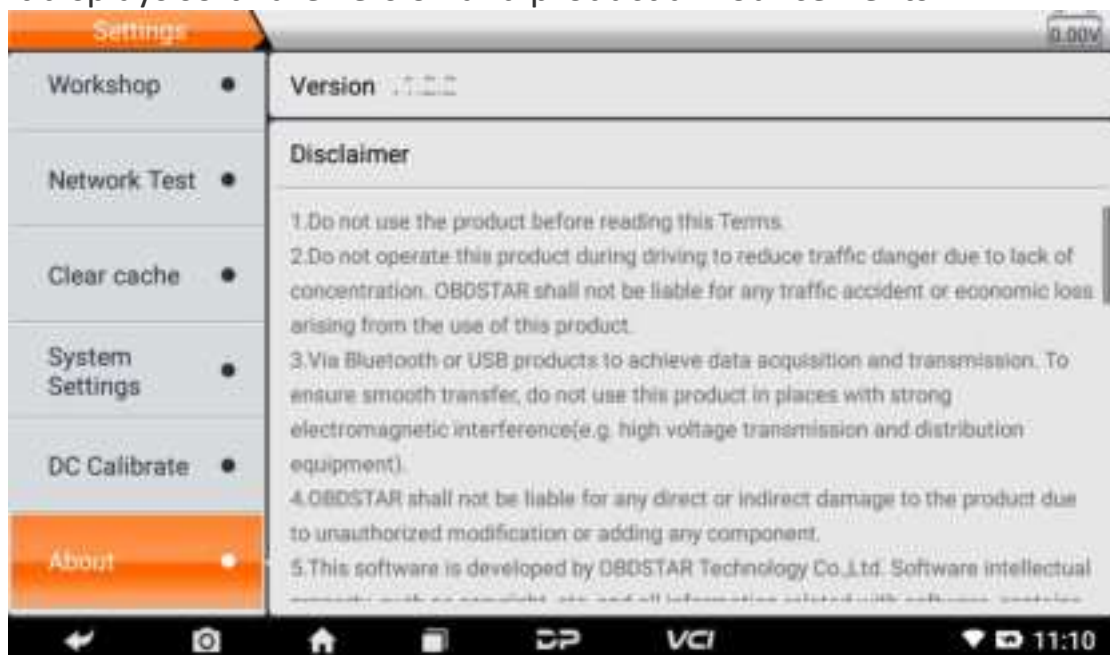 Settings
0.00V
Workshop
Network Test
Clear cache
System
Settings
DC Calibrate
About
Version
Disclaimer
1.Do not use the product before reading this Terms.
2.Do not operate this product during driving to reduce traffic danger due to lack of
concentration. OBDSTAR shall not be liable for any traffic accident or economic loss
arising from the use of this product.
3.Via Bluetooth or USB products to achieve data acquisition and transmission. To
ensure smooth transfer, do not use this product in places with strong
electromagnetic interference(e.g. high voltage transmission and distribution
equipment).
4.OBDSTAR shall not be liable for any direct or indirect damage to the product due
to unauthorized modification or adding any component.
5.This software is developed by OBDSTAR Technology Co.,Ltd. Software intellectual
DP
VCI
11:10